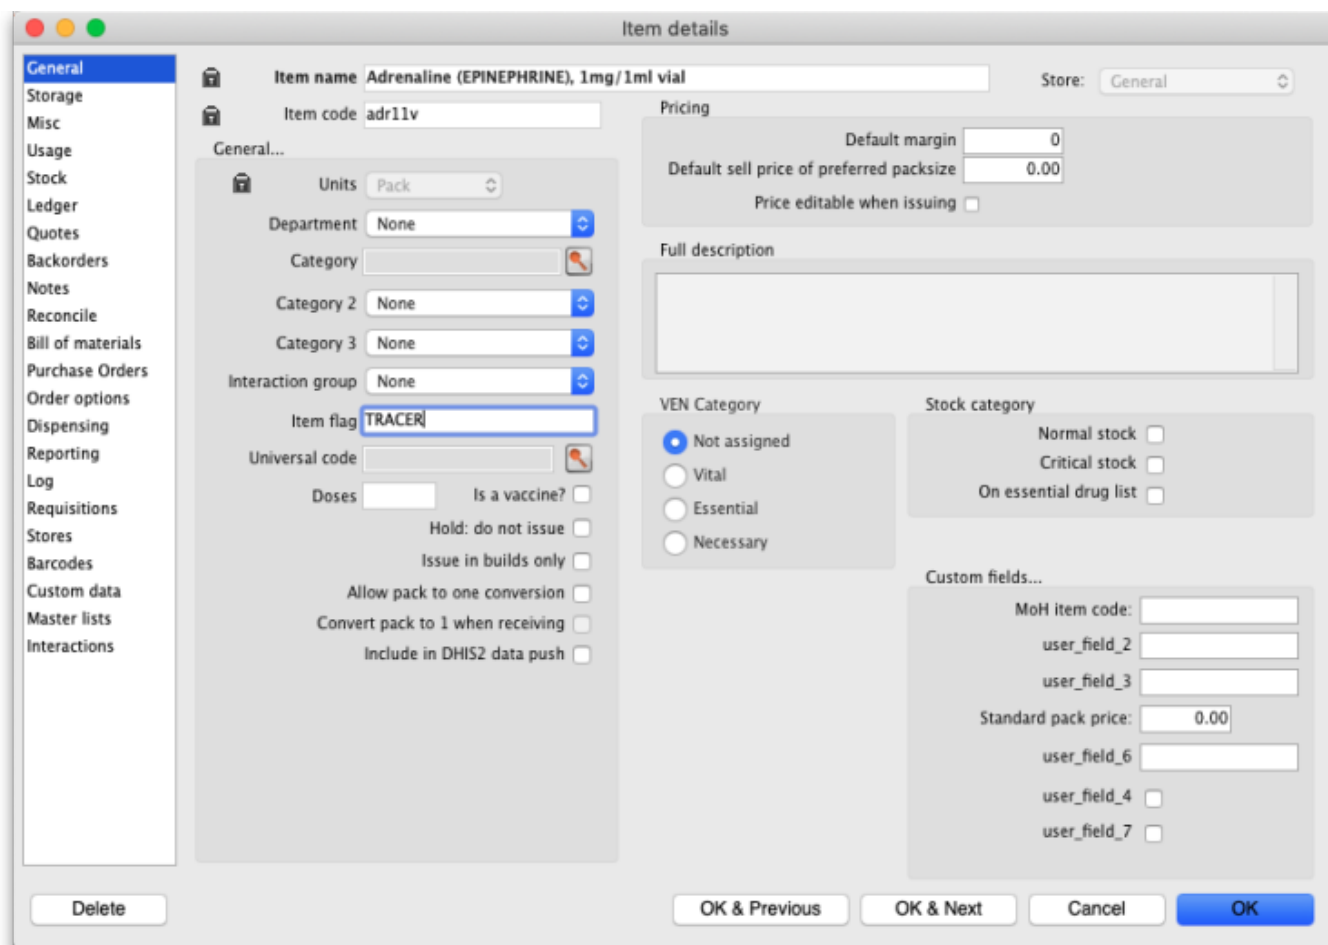 Item details
General
Storage
Misc
Usage
Stock
Ledger
Quotes
Backorders
Notes
Reconcile
Bill of materials
Purchase Orders
Order options
Dispensing
Reporting
Log
Requisitions
Stores
Barcodes
Custom data
Master lists
Interactions
Item name Adrenaline (EPINEPHRINE), 1mg/1ml vial
Store: General
Item code adr11v
General...
Units Pack
Department None
Category
Category 2 None
Category 3 None
Interaction group None
Item flag TRACER
Universal code
Doses Is a vaccine?
Hold: do not issue
Issue in builds only
Allow pack to one conversion
Convert pack to 1 when receiving
Include in DHIS2 data push
Pricing
Default margin 0
Default sell price of preferred packsize 0.00
Price editable when issuing
Full description
VEN Category
Not assigned
Vital
Essential
Necessary
Stock category
Normal stock
Critical stock
On essential drug list
Custom fields...
MoH item code:
user_field_2
user_field_3
Standard pack price: 0.00
user_field_6
user_field_4
user_field_7
Delete
OK & Previous
OK & Next
Cancel
OK